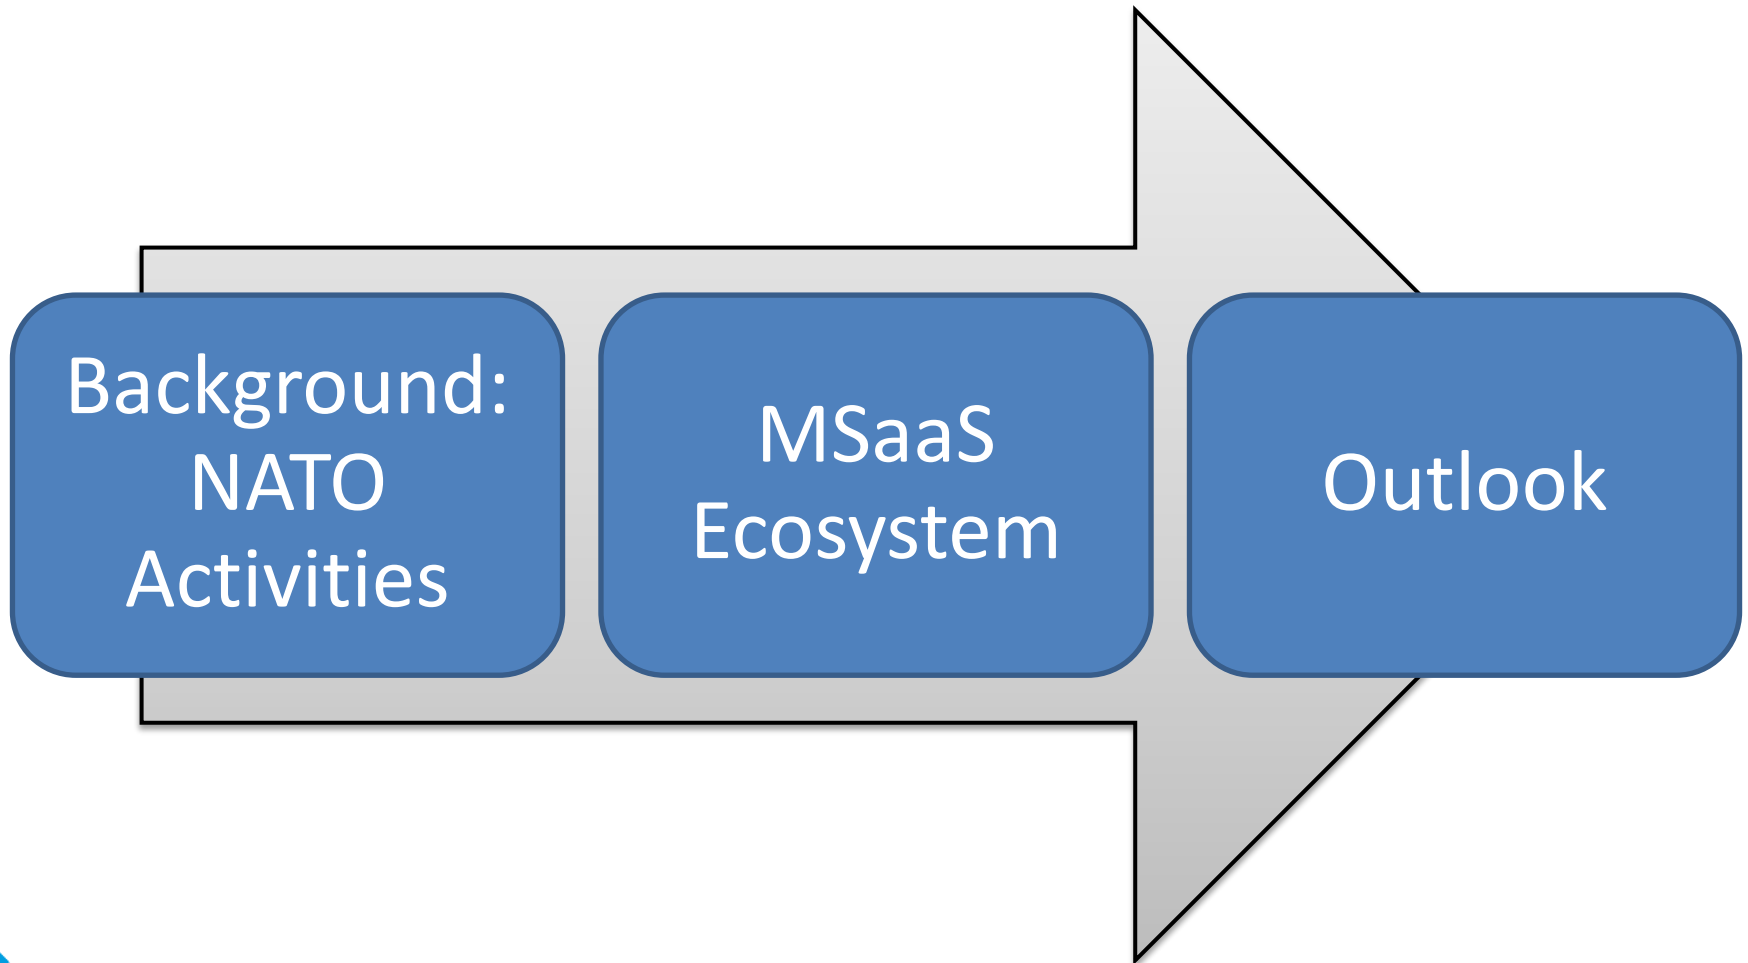 Background:
NATO
Activities
MSaaS
Ecosystem
Outlook